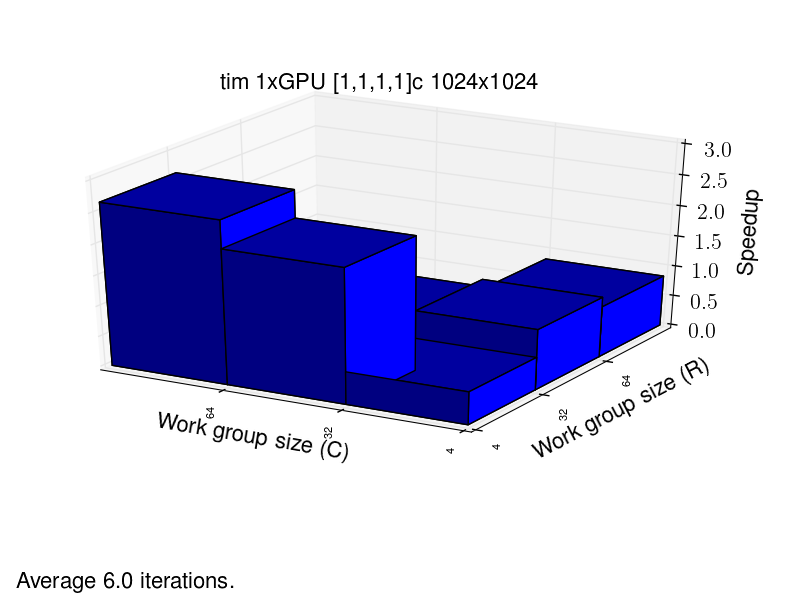 tim 1xGPU [1,1,1,1]c 1024x1024
3.0
2.5
2.0
1.5
1.0
0.5
0.0
Speedup
64
32
4
Work group size (C)
4
32
64
Work group size (R)
Average 6.0 iterations.